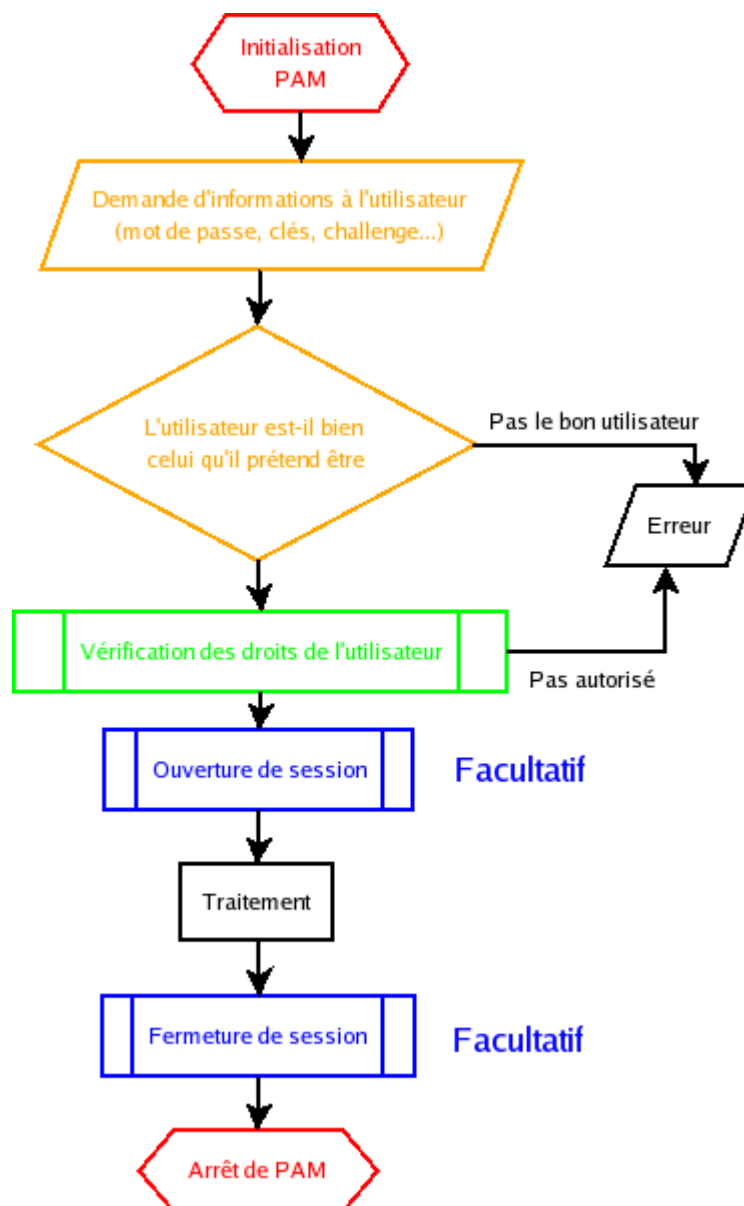 Initialisation
PAM
Demande d'informations à l'utilisateur
(mot de passe, clés, challenge...)
L'utilisateur est-il bien
celui qu'il prétend être
Pas le bon utilisateur
Erreur
Vérification des droits de l'utilisateur
Pas autorisé
Ouverture de session
Facultatif
Traitement
Fermeture de session
Facultatif
Arrêt de PAM